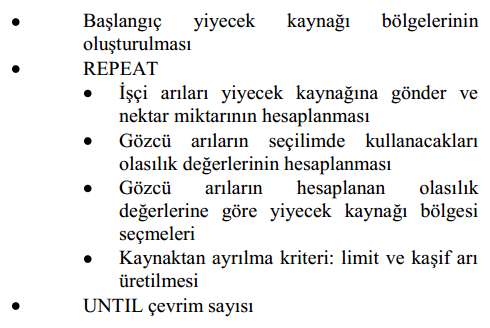 • Başlangıç yiyecek kaynağı bölgelerinin
oluşturulması
• REPEAT
• İşçi arıları yiyecek kaynağına gönder ve
nektar miktarının hesaplanması
• Gözcü arıların seçilimde kullanacakları
olasılık değerlerinin hesaplanması
• Gözcü arıların hesaplanan olasılık
değerlerine göre yiyecek kaynağı bölgesi
seçmeleri
• Kaynaktan ayrılma kriteri: limit ve kaşif arı
üretilmesi
• UNTIL çevrim sayısı